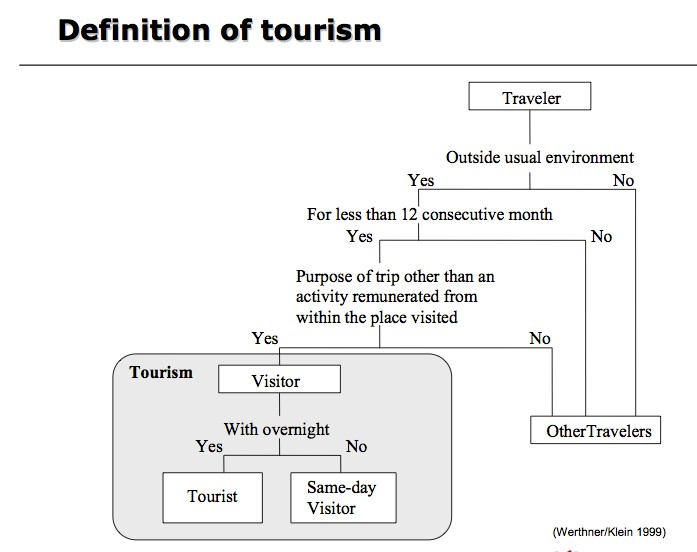 Definition of tourism
Traveler
Outside usual environment
Yes
No
For less than 12 consecutive month
Yes
No
Purpose of trip other than an
activity remunerated from
within the place visited
Yes
No
Tourism
Visitor
With overnight
Yes
No
OtherTravelers
Tourist
Same-day
Visitor
(Werthner/Klein 1999)